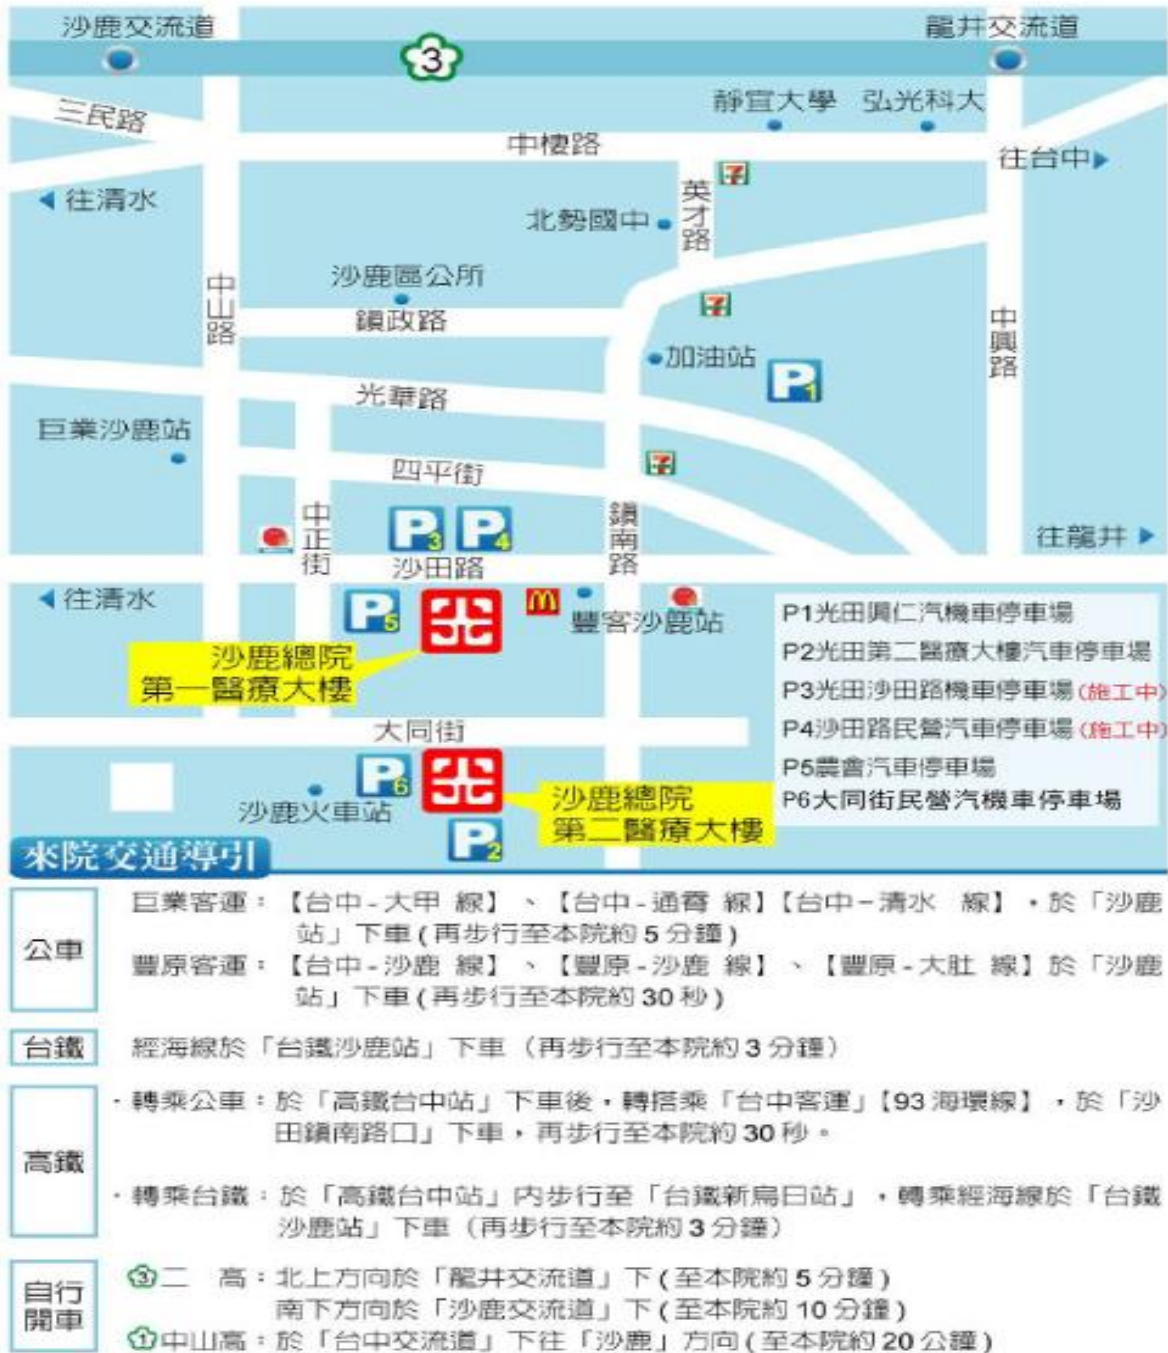 沙鹿交流道
3
龍井交流道
三民路
靜宜大學
弘光科大
中棲路
往台中
往清水
7
英才路
北勢國中
中山路
沙鹿區公所
7
鎮政路
中興路
加油站
P1
光華路
巨業沙鹿站
四平街
7
中正街
P3
P4
鎮南路
往龍井
沙田路
往清水
P5
豐客沙鹿站
沙鹿總院
第一醫療大樓
P1光田興仁汽機車停車場
P2光田第二醫療大樓汽車停車場
P3光田沙田路機車停車場(施工中)
P4沙田路民營汽車停車場(施工中)
P5農會汽車停車場
P6大同街民營汽機車停車場
大同街
P6
沙鹿火車站
沙鹿總院
第二醫療大樓
P2
來院交通導引
公車
巨業客運：【台中-大甲 線】、【台中-通霄 線】【台中-清水 線】，於「沙鹿
站」下車(再步行至本院約5分鐘)
豐原客運：【台中-沙鹿 線】、【豐原-沙鹿 線】、【豐原-大肚 線】於「沙鹿
站」下車(再步行至本院約30秒)
台鐵
經海線於「台鐵沙鹿站」下車（再步行至本院約3分鐘）
高鐵
·轉乘公車：於「高鐵台中站」下車後，轉搭乘「台中客運」【93海環線】，於「沙
田鎮南路口」下車，再步行至本院約30秒。
·轉乘台鐵：於「高鐵台中站」內步行至「台鐵新烏日站」，轉乘經海線於「台鐵
沙鹿站」下車（再步行至本院約3分鐘）
自行
開車
③二 高：北上方向於「龍井交流道」下(至本院約5分鐘)
南下方向於「沙鹿交流道」下(至本院約10分鐘)
①中山高：於「台中交流道」下往「沙鹿」方向(至本院約20公鐘)